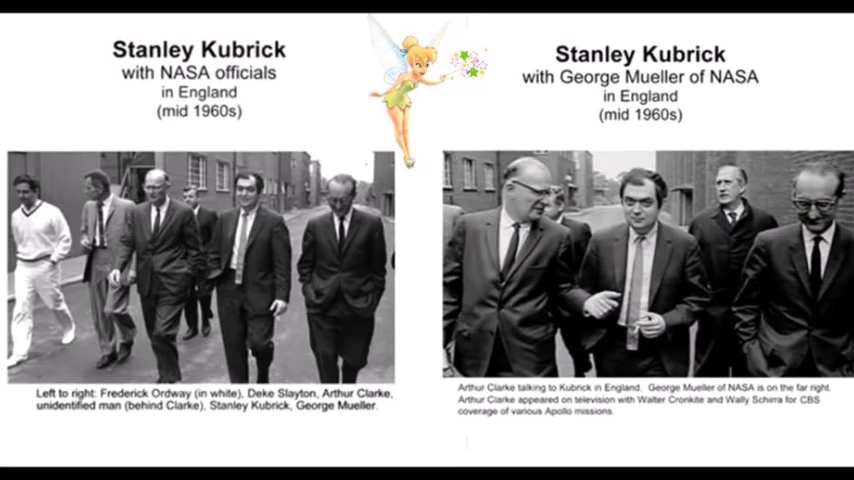 Stanley Kubrick
with NASA officials
in England
(mid 1960s)
Left to right: Frederick Ordway (in white), Deke Slayton, Arthur Clarke,
unidentified man (behind Clarke), Stanley Kubrick, George Mueller.
Stanley Kubrick
with George Mueller of NASA
in England
(mid 1960s)
Arthur Clarke talking to Kubrick in England. George Mueller of NASA is on the far right.
Arthur Clarke appeared on television with Walter Cronkite and Wally Schirra for CBS
coverage of various Apollo missions.